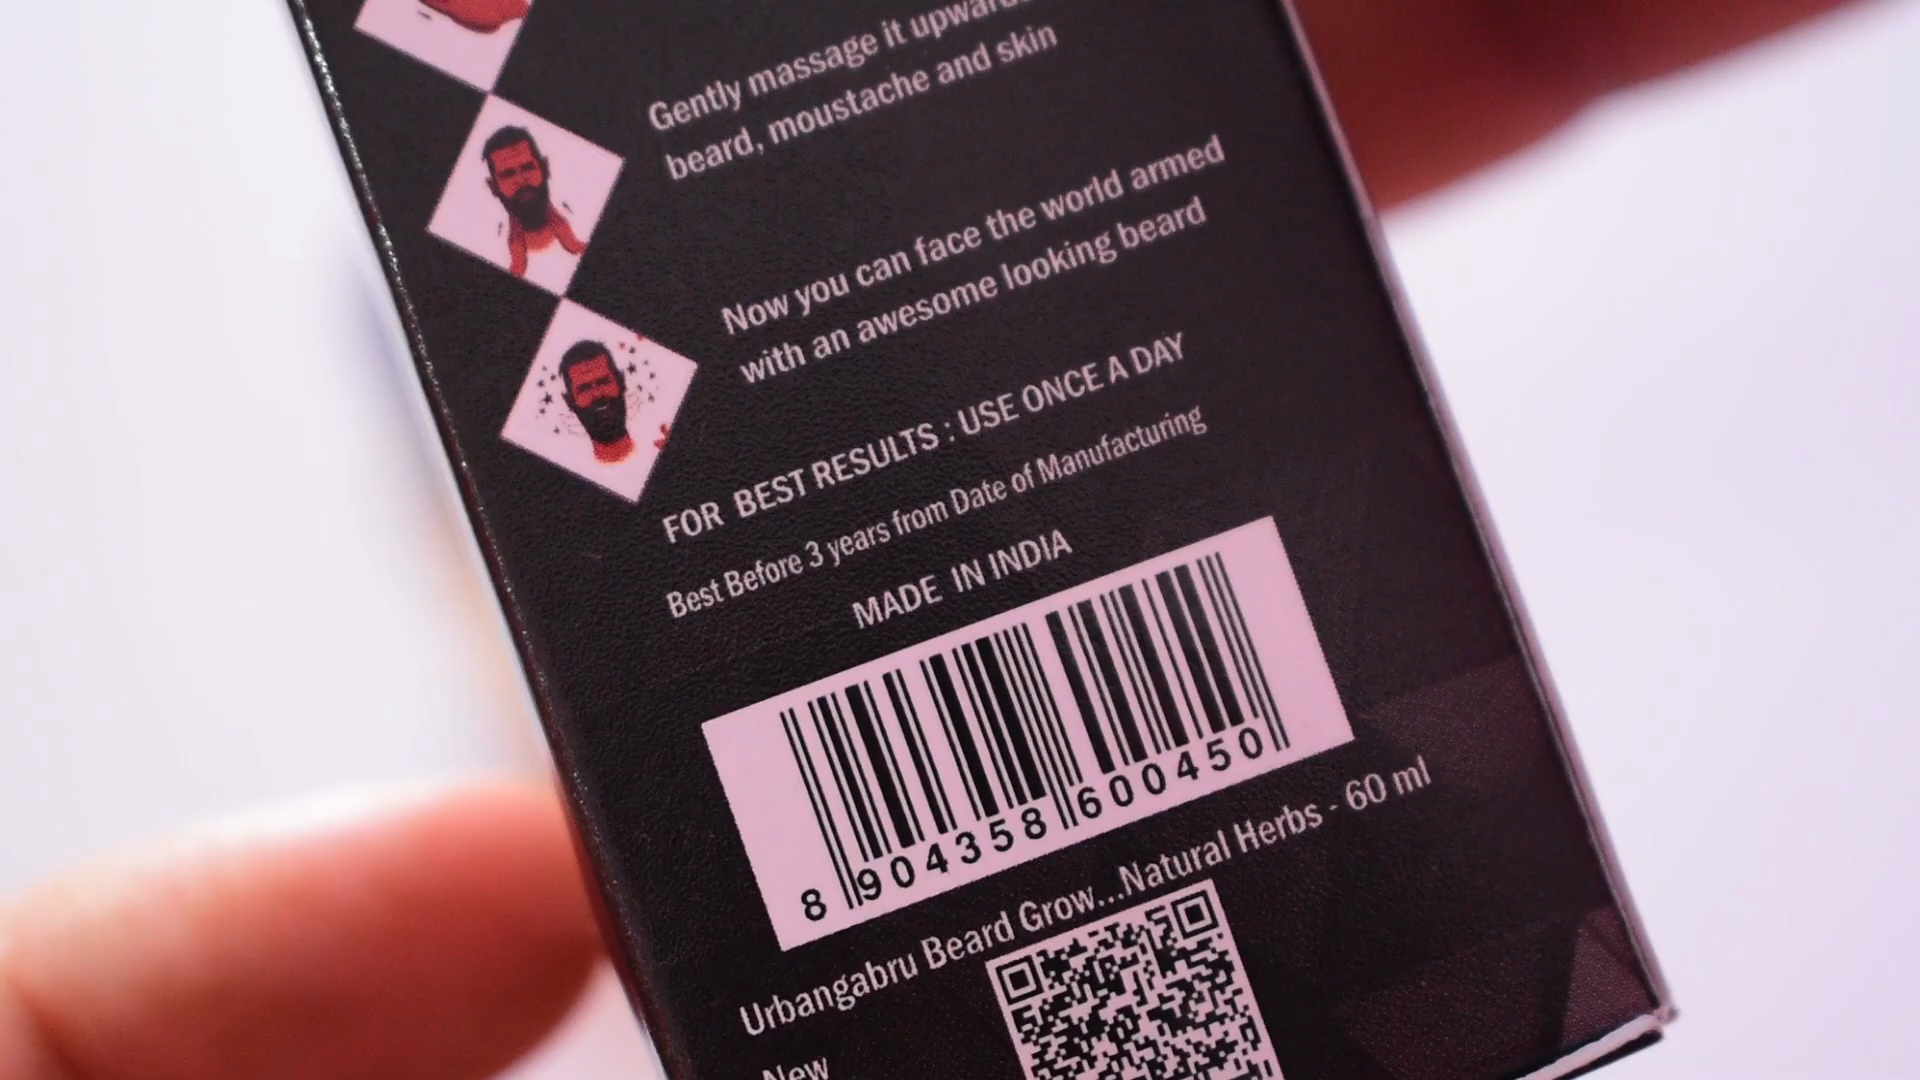 Gently massage it upwards
beard, moustache and skin
Now you can face the world armed
with an awesome looking beard
FOR BEST RESULTS : USE ONCE A DAY
Best Before 3 years from Date of Manufacturing
MADE IN INDIA
8 904358 600450
Urbangabru Beard Grow...Natural Herbs - 60 ml
New